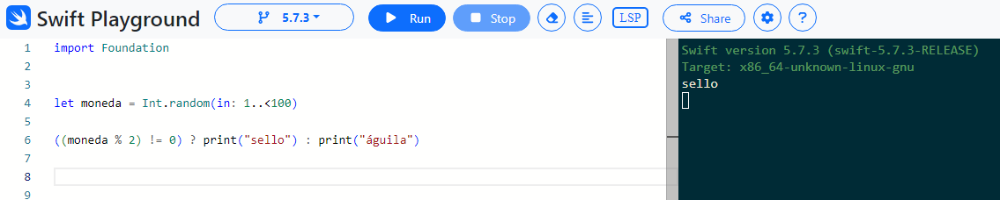 Swift Playground 5.7.3 Run Stop LSP Share ?
1 import Foundation
2
3
4 let moneda = Int.random(in: 1..<100)
5
6 ((moneda % 2) != 0) ? print("sello") : print("águila")
7
8
9
Swift version 5.7.3 (swift-5.7.3-RELEASE)
Target: x86_64-unknown-linux-gnu
sello